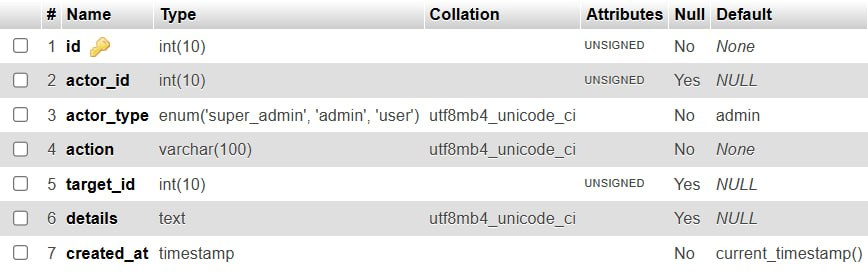 # Name Type Collation Attributes Null Default
1 id int(10) UNSIGNED No None
2 actor_id int(10) UNSIGNED Yes NULL
3 actor_type enum('super_admin', 'admin', 'user') utf8mb4_unicode_ci No admin
4 action varchar(100) utf8mb4_unicode_ci No None
5 target_id int(10) UNSIGNED Yes NULL
6 details text utf8mb4_unicode_ci Yes NULL
7 created_at timestamp No current_timestamp()